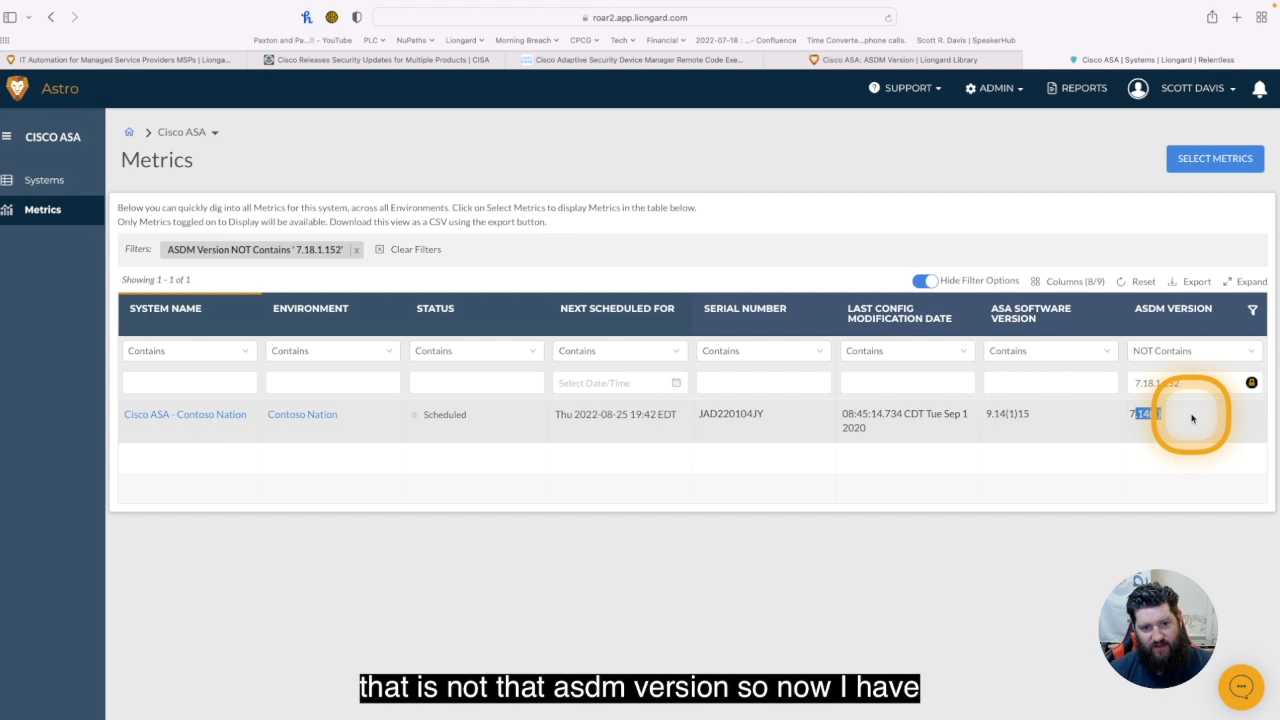 roar2.app.liongard.com
Paxton and Pa...!! - YouTube PLC NuPaths Liongard Morning Breach CPCG Tech Financial 2022-07-18 : ...- Confluence Time Converte...phone calls. Scott R. Davis | SpeakerHub
IT Automation for Managed Service Providers MSPs | Lionga... Cisco Releases Security Updates for Multiple Products | CISA Cisco Adaptive Security Device Manager Remote Code Exe... Cisco ASA: ASDM Version | Liongard Library Cisco ASA | Systems | Liongard | Relentless
Astro SUPPORT ADMIN REPORTS SCOTT DAVIS
CISCO ASA
Systems
Metrics
Cisco ASA
Metrics
SELECT METRICS
Below you can quickly dig into all Metrics for this system, across all Environments. Click on Select Metrics to display Metrics in the table below.
Only Metrics toggled on to Display will be available. Download this view as a CSV using the export button.
Filters: ASDM Version NOT Contains ' 7.18.1.152' x Clear Filters
Showing 1 - 1 of 1 Hide Filter Options Columns (8/9) Reset Export Expand
SYSTEM NAME ENVIRONMENT STATUS NEXT SCHEDULED FOR SERIAL NUMBER LAST CONFIG MODIFICATION DATE ASA SOFTWARE VERSION ASDM VERSION
Contains Contains Contains Contains Contains Contains Contains NOT Contains
Select Date/Time 7.18.1.152
Cisco ASA - Contoso Nation Contoso Nation Scheduled Thu 2022-08-25 19:42 EDT JAD220104JY 08:45:14.734 CDT Tue Sep 1 2020 9.14(1)15
that is not that asdm version so now I have